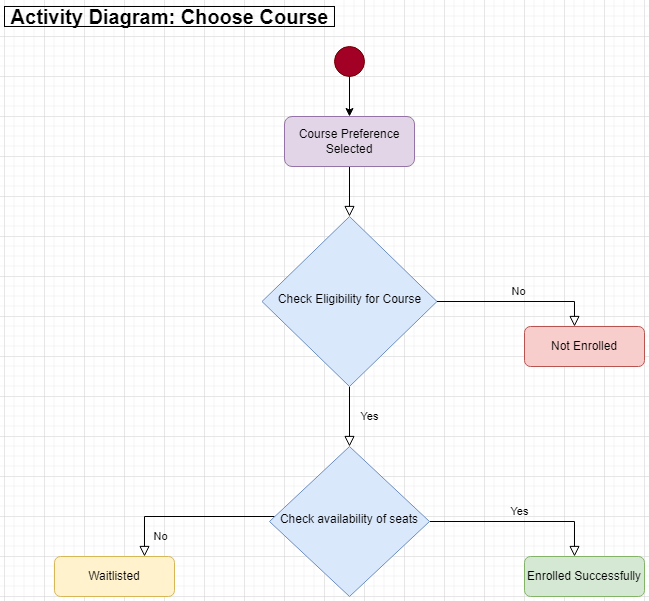 Activity Diagram: Choose Course
Course Preference
Selected
Check Eligibility for Course
No
Not Enrolled
Yes
Check availability of seats
Yes
No
Waitlisted
Enrolled Successfully